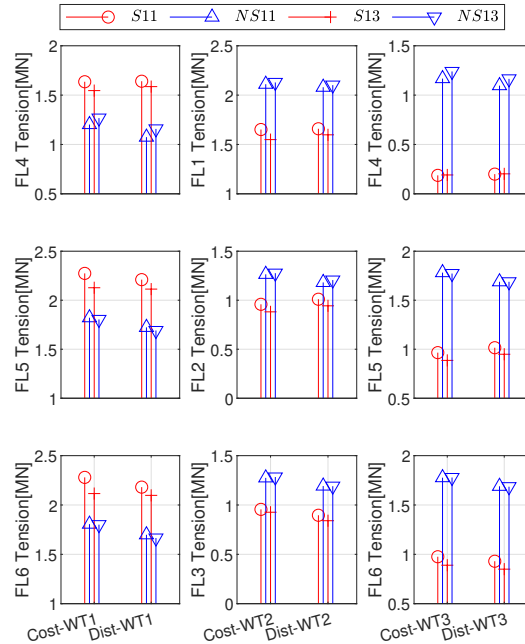 S11 NS11 S13 NS13
FL4 Tension[MN]
2
1.5
1
0.5
FL1 Tension[MN]
2.5
2
1.5
1
FL4 Tension[MN]
1.5
1
0.5
0
FL5 Tension[MN]
2.5
2
1.5
1
FL2 Tension[MN]
1.5
1
0.5
0
FL5 Tension[MN]
2
1.5
1
0.5
FL6 Tension[MN]
2.5
2
1.5
1
Cost-WT1 Dist-WT1
FL3 Tension[MN]
1.5
1
0.5
0
Cost-WT2 Dist-WT2
FL6 Tension[MN]
2
1.5
1
0.5
Cost-WT3 Dist-WT3